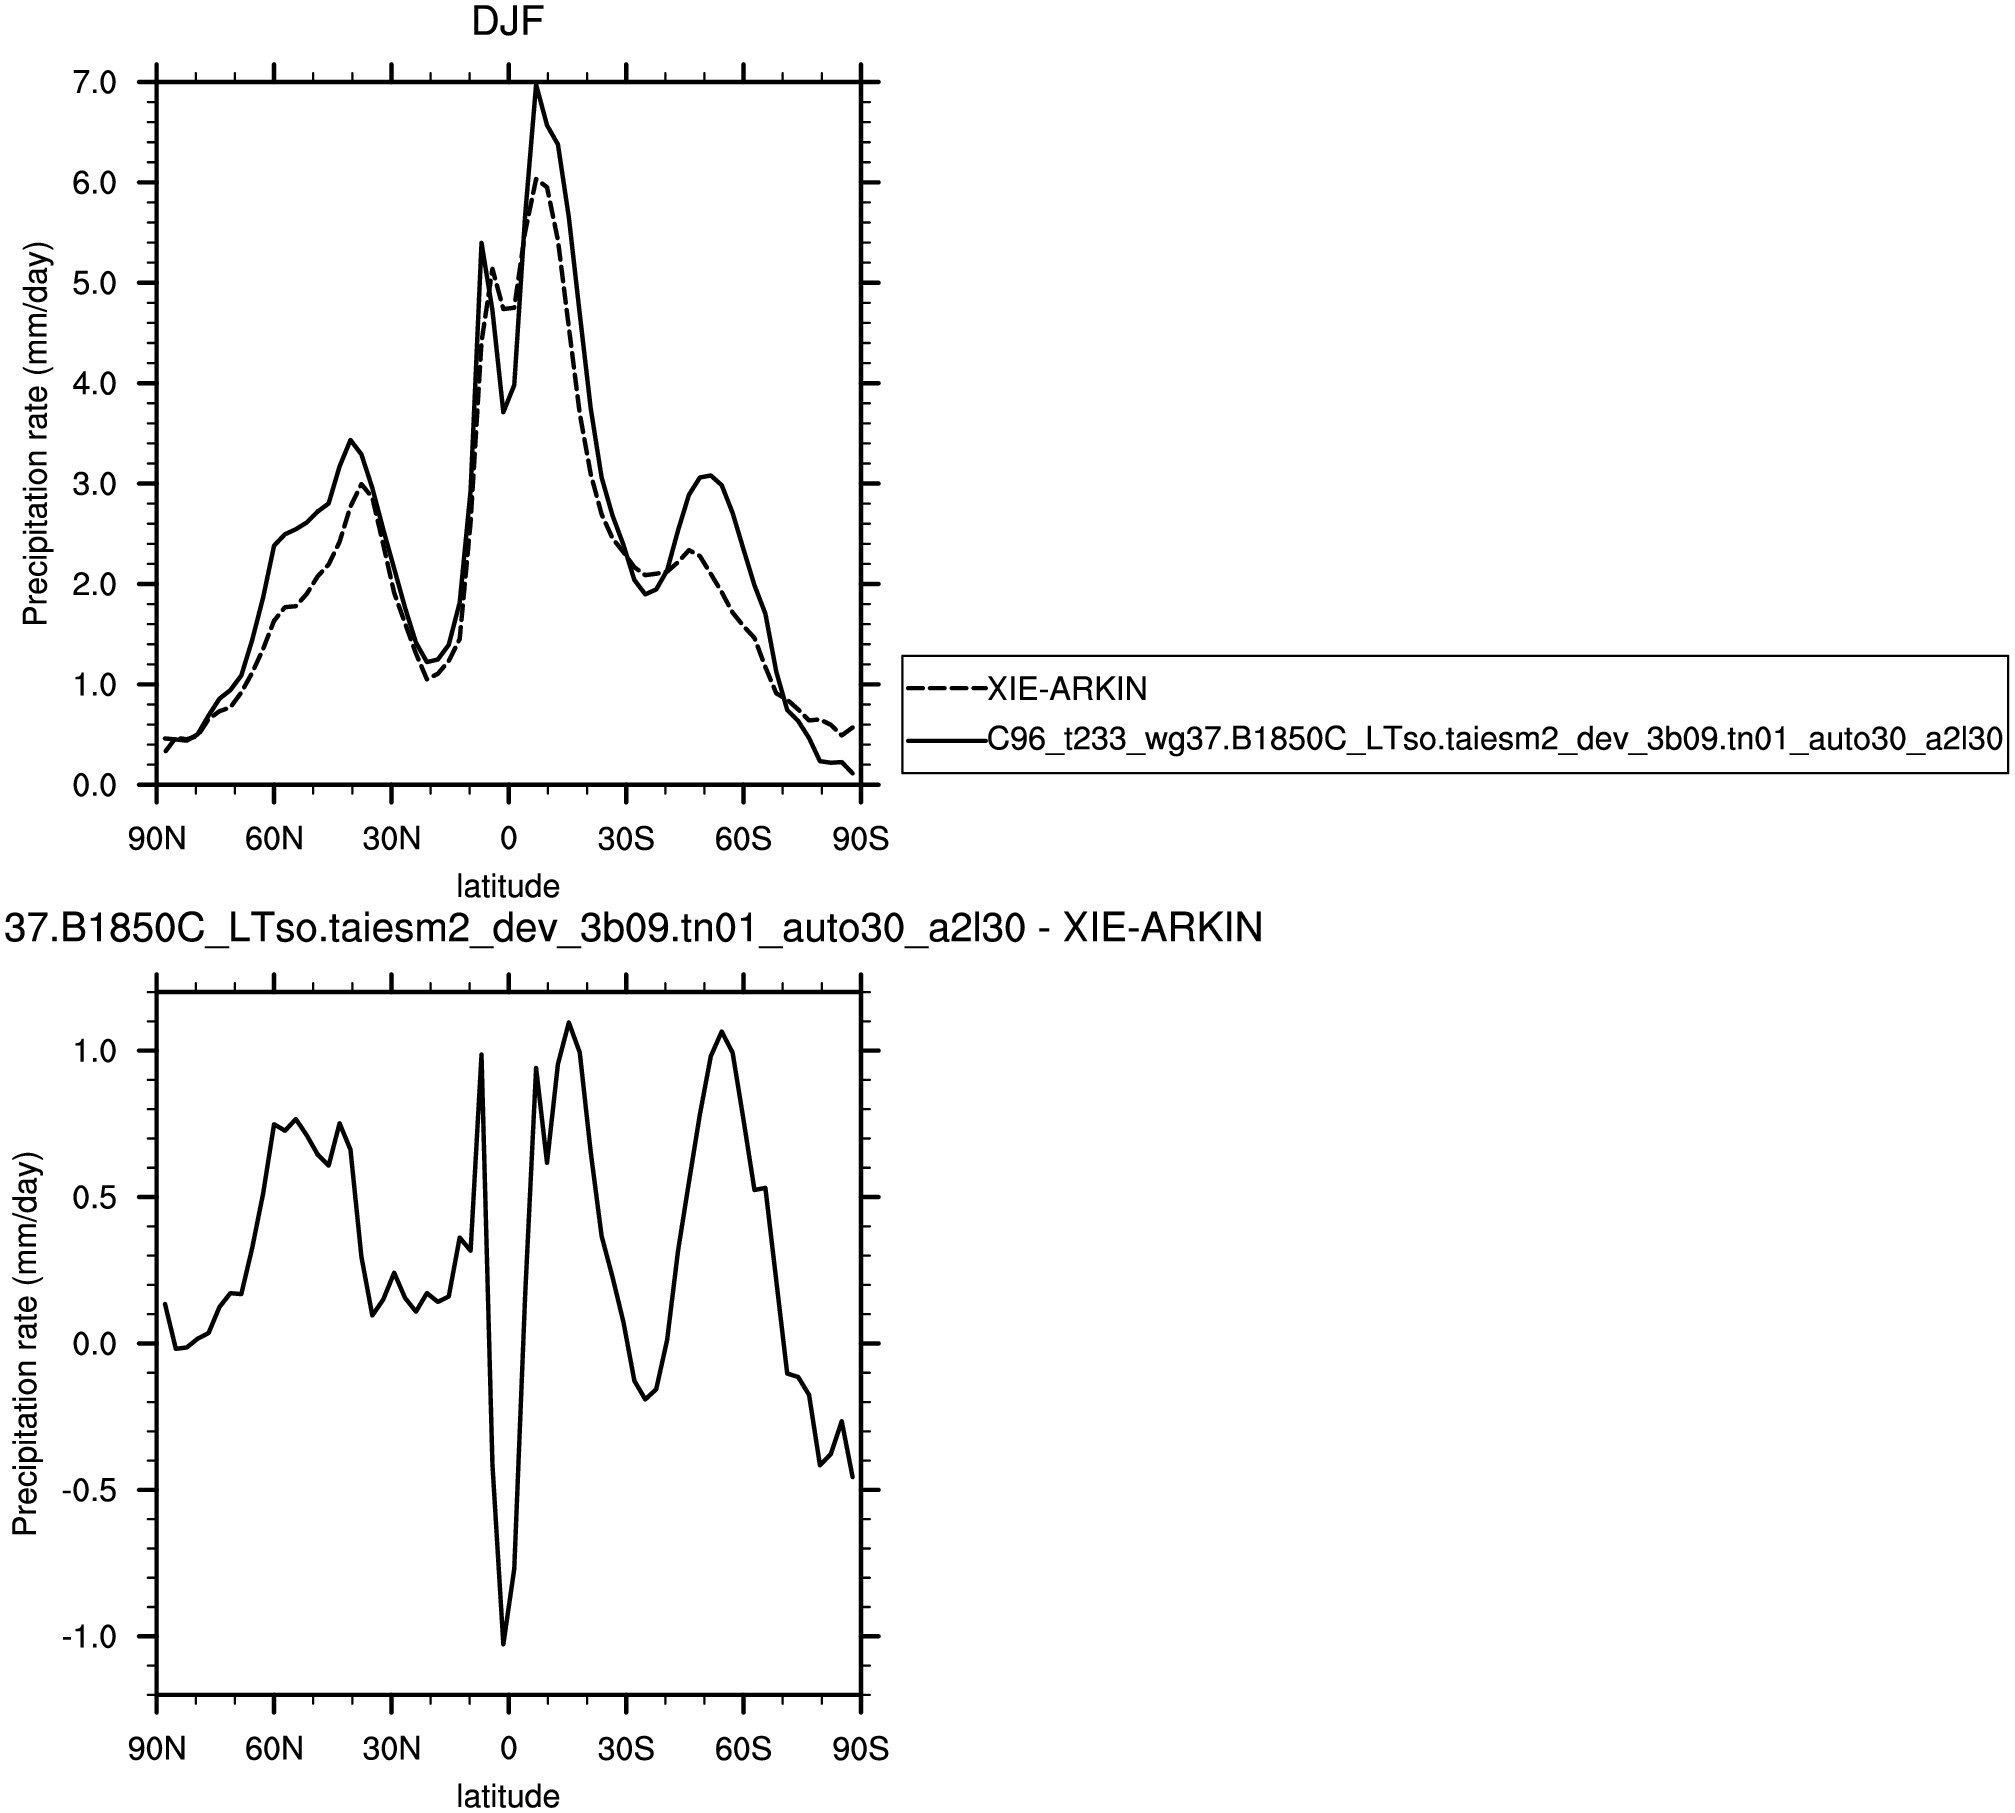 DJF
7.0
6.0
5.0
4.0
3.0
2.0
1.0
0.0
Precipitation rate (mm/day)
90N 60N 30N 0 30S 60S 90S
latitude
XIE-ARKIN
C96_t233_wg37.B1850C_LTso.taiesm2_dev_3b09.tn01_auto30_a2l30
37.B1850C_LTso.taiesm2_dev_3b09.tn01_auto30_a2l30 - XIE-ARKIN
1.0
0.5
0.0
-0.5
-1.0
Precipitation rate (mm/day)
90N 60N 30N 0 30S 60S 90S
latitude